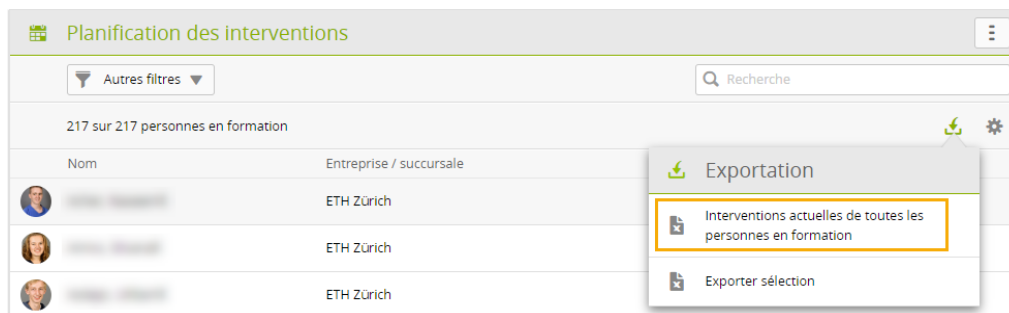 Planification des interventions
Autres filtres
Recherche
217 sur 217 personnes en formation
Nom
Entreprise / succursale
Exportation
ETH Zürich
Interventions actuelles de toutes les
personnes en formation
ETH Zürich
Exporter sélection
ETH Zürich